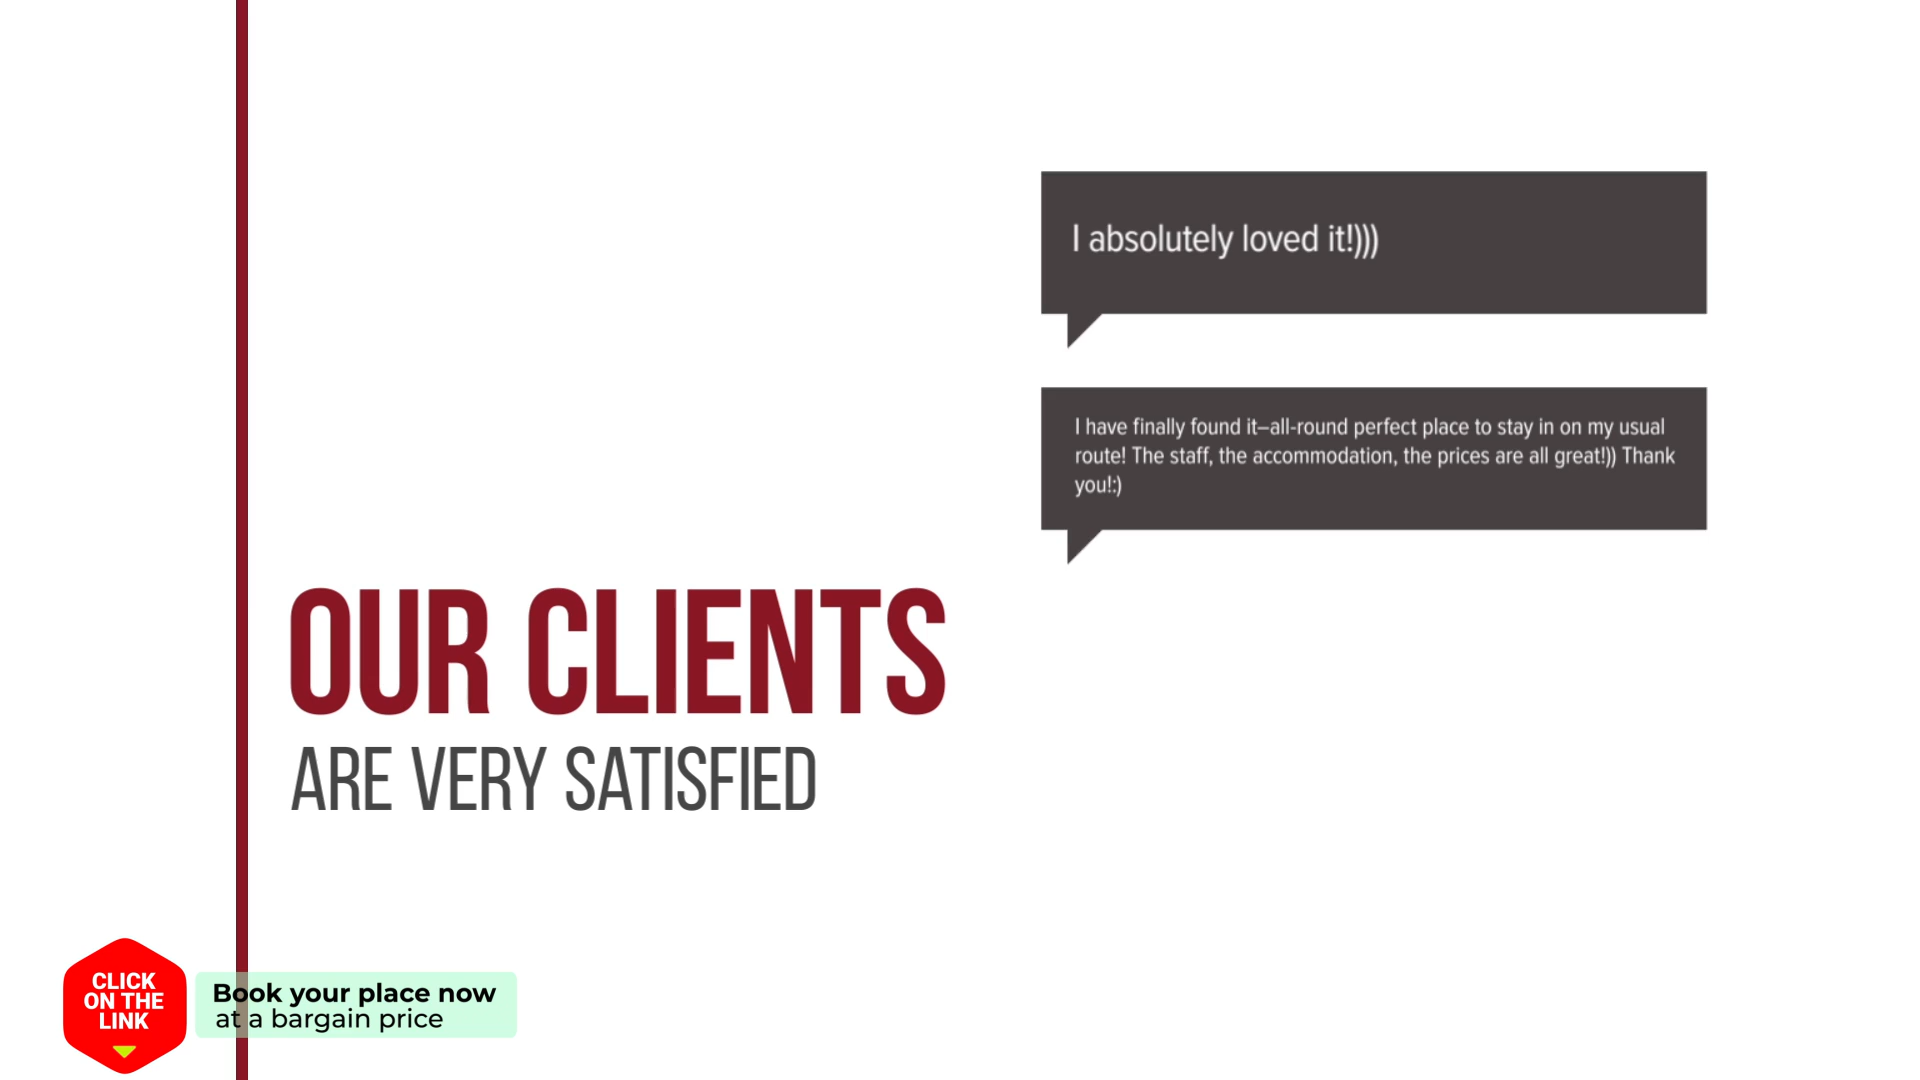 I absolutely loved it!)))
I have finally found it–all-round perfect place to stay in on my usual
route! The staff, the accommodation, the prices are all great!)) Thank
you!:)
OUR CLIENTS
ARE VERY SATISFIED
CLICK
ON THE
LINK
Book your place now
at a bargain price